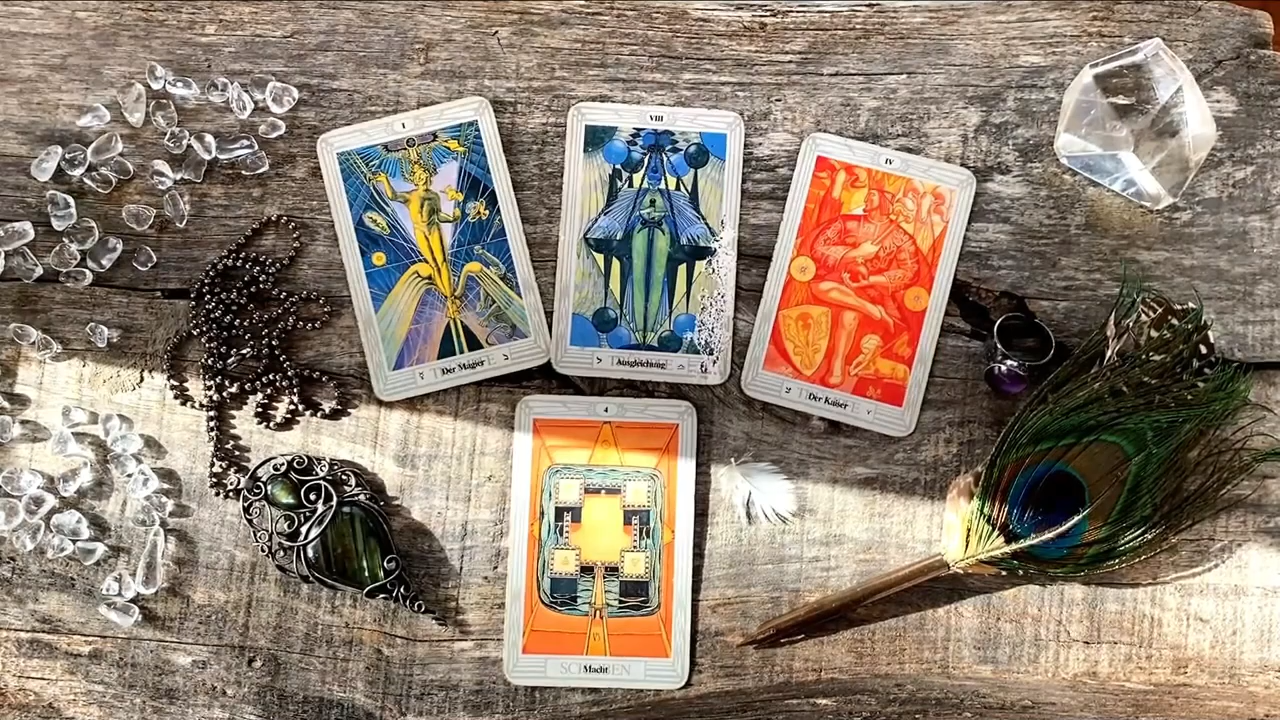 I
VIII
IV
Der Magier
Ausgleichung
Der Kaiser
4
Macht